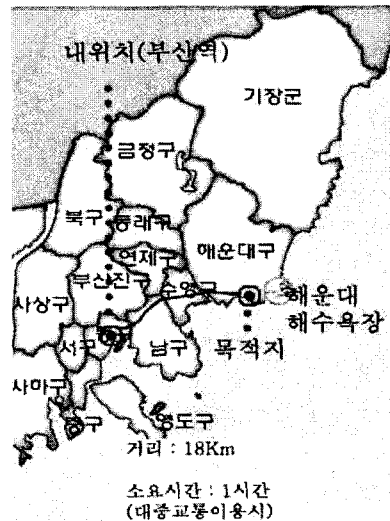 내위치(부산역)
기장군
금정구
북구
동래구
해운대구
연제구
부산진구
수영구
사상구
해운대
해수욕장
서구
남구
목적지
사하구
중구
영도구
거리 : 18Km
소요시간 : 1시간
(대중교통이용시)